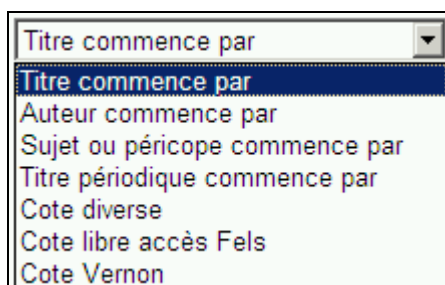 Titre commence par
Titre commence par
Auteur commence par
Sujet ou péricope commence par
Titre périodique commence par
Cote diverse
Cote libre accès Fels
Cote Vernon